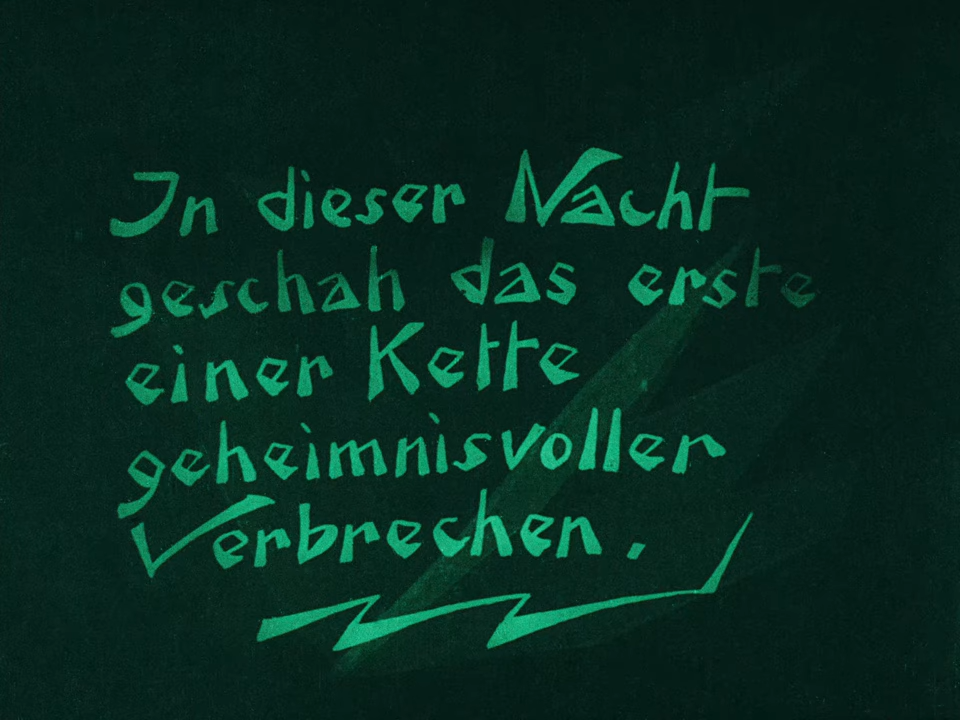 In dieser Nacht
geschah das erste
einer Kette
geheimnisvoller
Verbrechen.